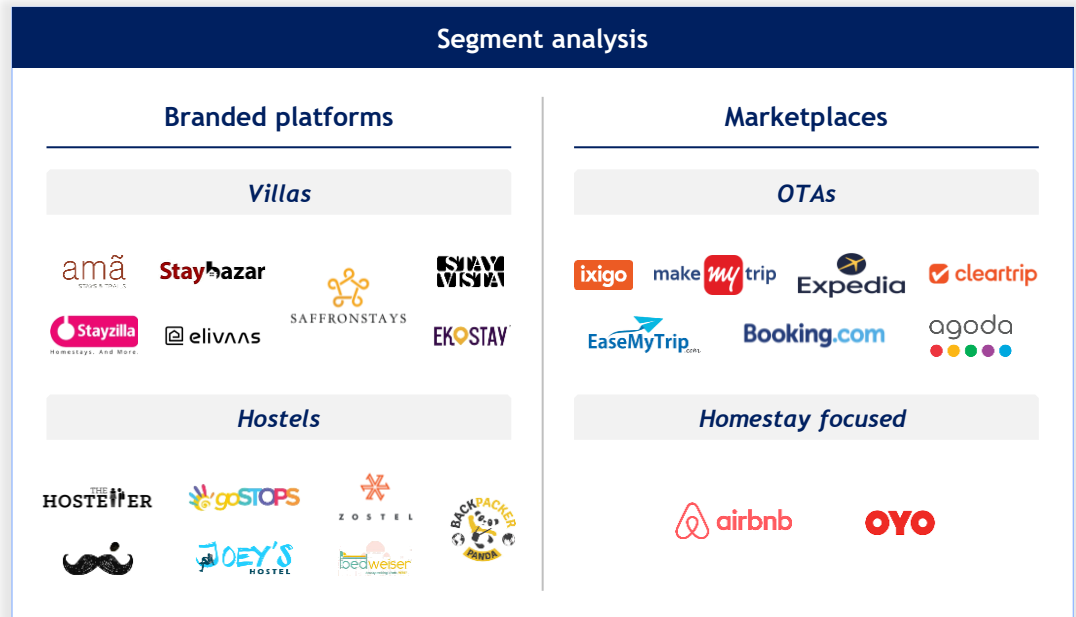 Segment analysis
Branded platforms
Villas
amã
STAYS & TRAILS
Staybazar
SAFFRONSTAYS
STAY
VISTA
Stayzilla
Homestays. And More.
elivaas
EKOSTAY
Hostels
THE
HOSTELLER
goSTOPS
ZOSTEL
BACKPACKER
PANDA
JOEY'S
HOSTEL
bedweiser
Marketplaces
OTAs
ixigo
make my trip
Expedia
cleartrip
EaseMyTrip.com
Booking.com
agoda
Homestay focused
airbnb
OYO